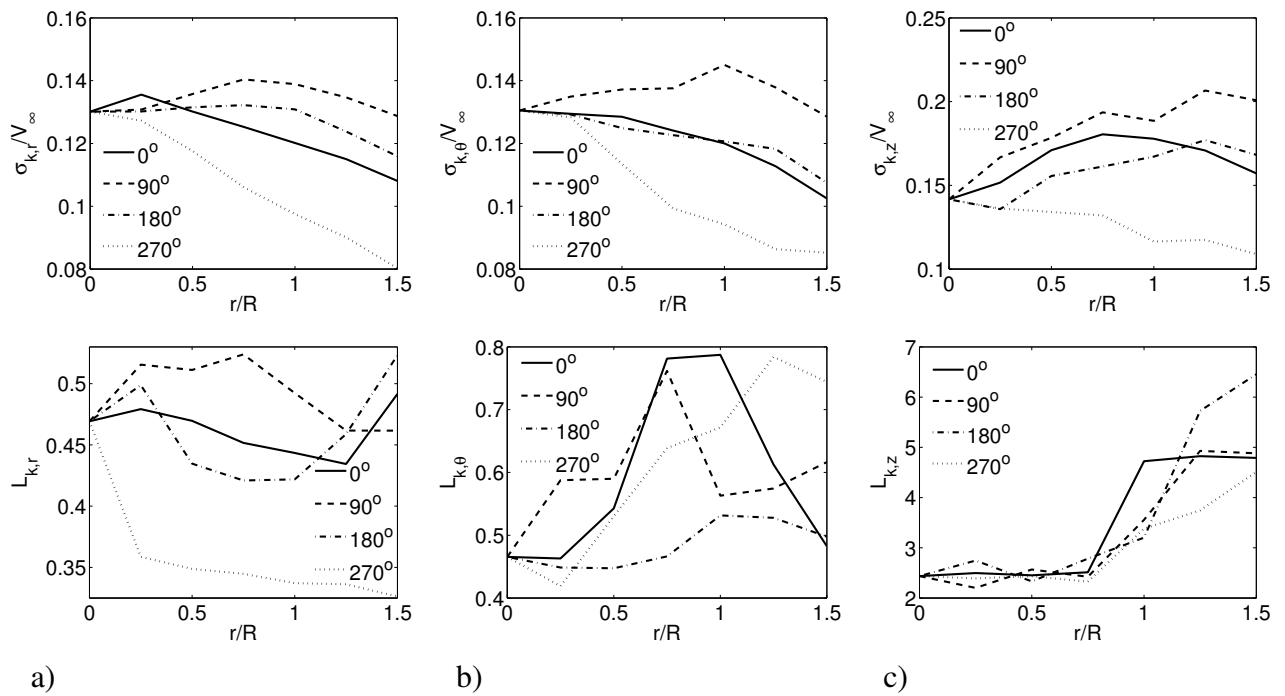 0.16
0.14
0.12
0.1
0.08
σk,r/V∞
0°
90°
180°
270°
0 0.5 1 1.5
r/R
0.16
0.14
0.12
0.1
0.08
σk,θ/V∞
0°
90°
180°
270°
0 0.5 1 1.5
r/R
0.25
0.2
0.15
0.1
σk,z/V∞
0°
90°
180°
270°
0 0.5 1 1.5
r/R
0.5
0.45
0.4
0.35
Lk,r
0°
90°
180°
270°
0 0.5 1 1.5
r/R
0.8
0.7
0.6
0.5
0.4
Lk,θ
0°
90°
180°
270°
0 0.5 1 1.5
r/R
7
6
5
4
3
2
Lk,z
0°
90°
180°
270°
0 0.5 1 1.5
r/R
a) b) c)